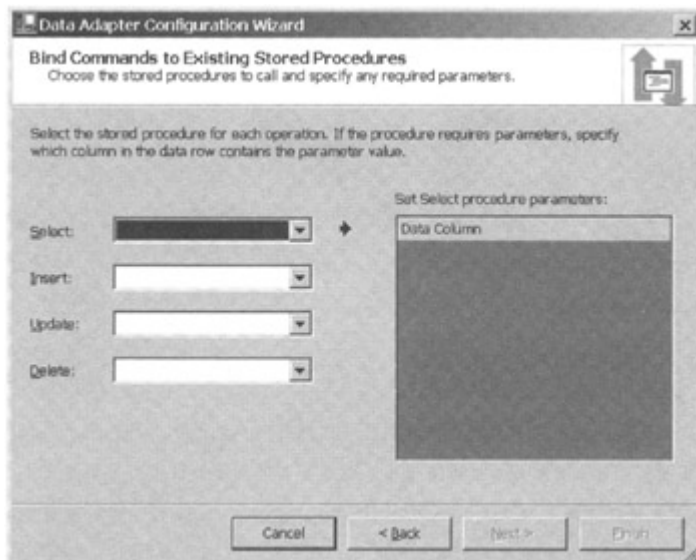 Data Adapter Configuration Wizard
Bind Commands to Existing Stored Procedures
Choose the stored procedures to call and specify any required parameters.
Select the stored procedure for each operation. If the procedure requires parameters, specify
which column in the data row contains the parameter value.
Set Select procedure parameters:
Select:
Data Column
Insert:
Update:
Delete:
Cancel
< Back
Next >
Finish